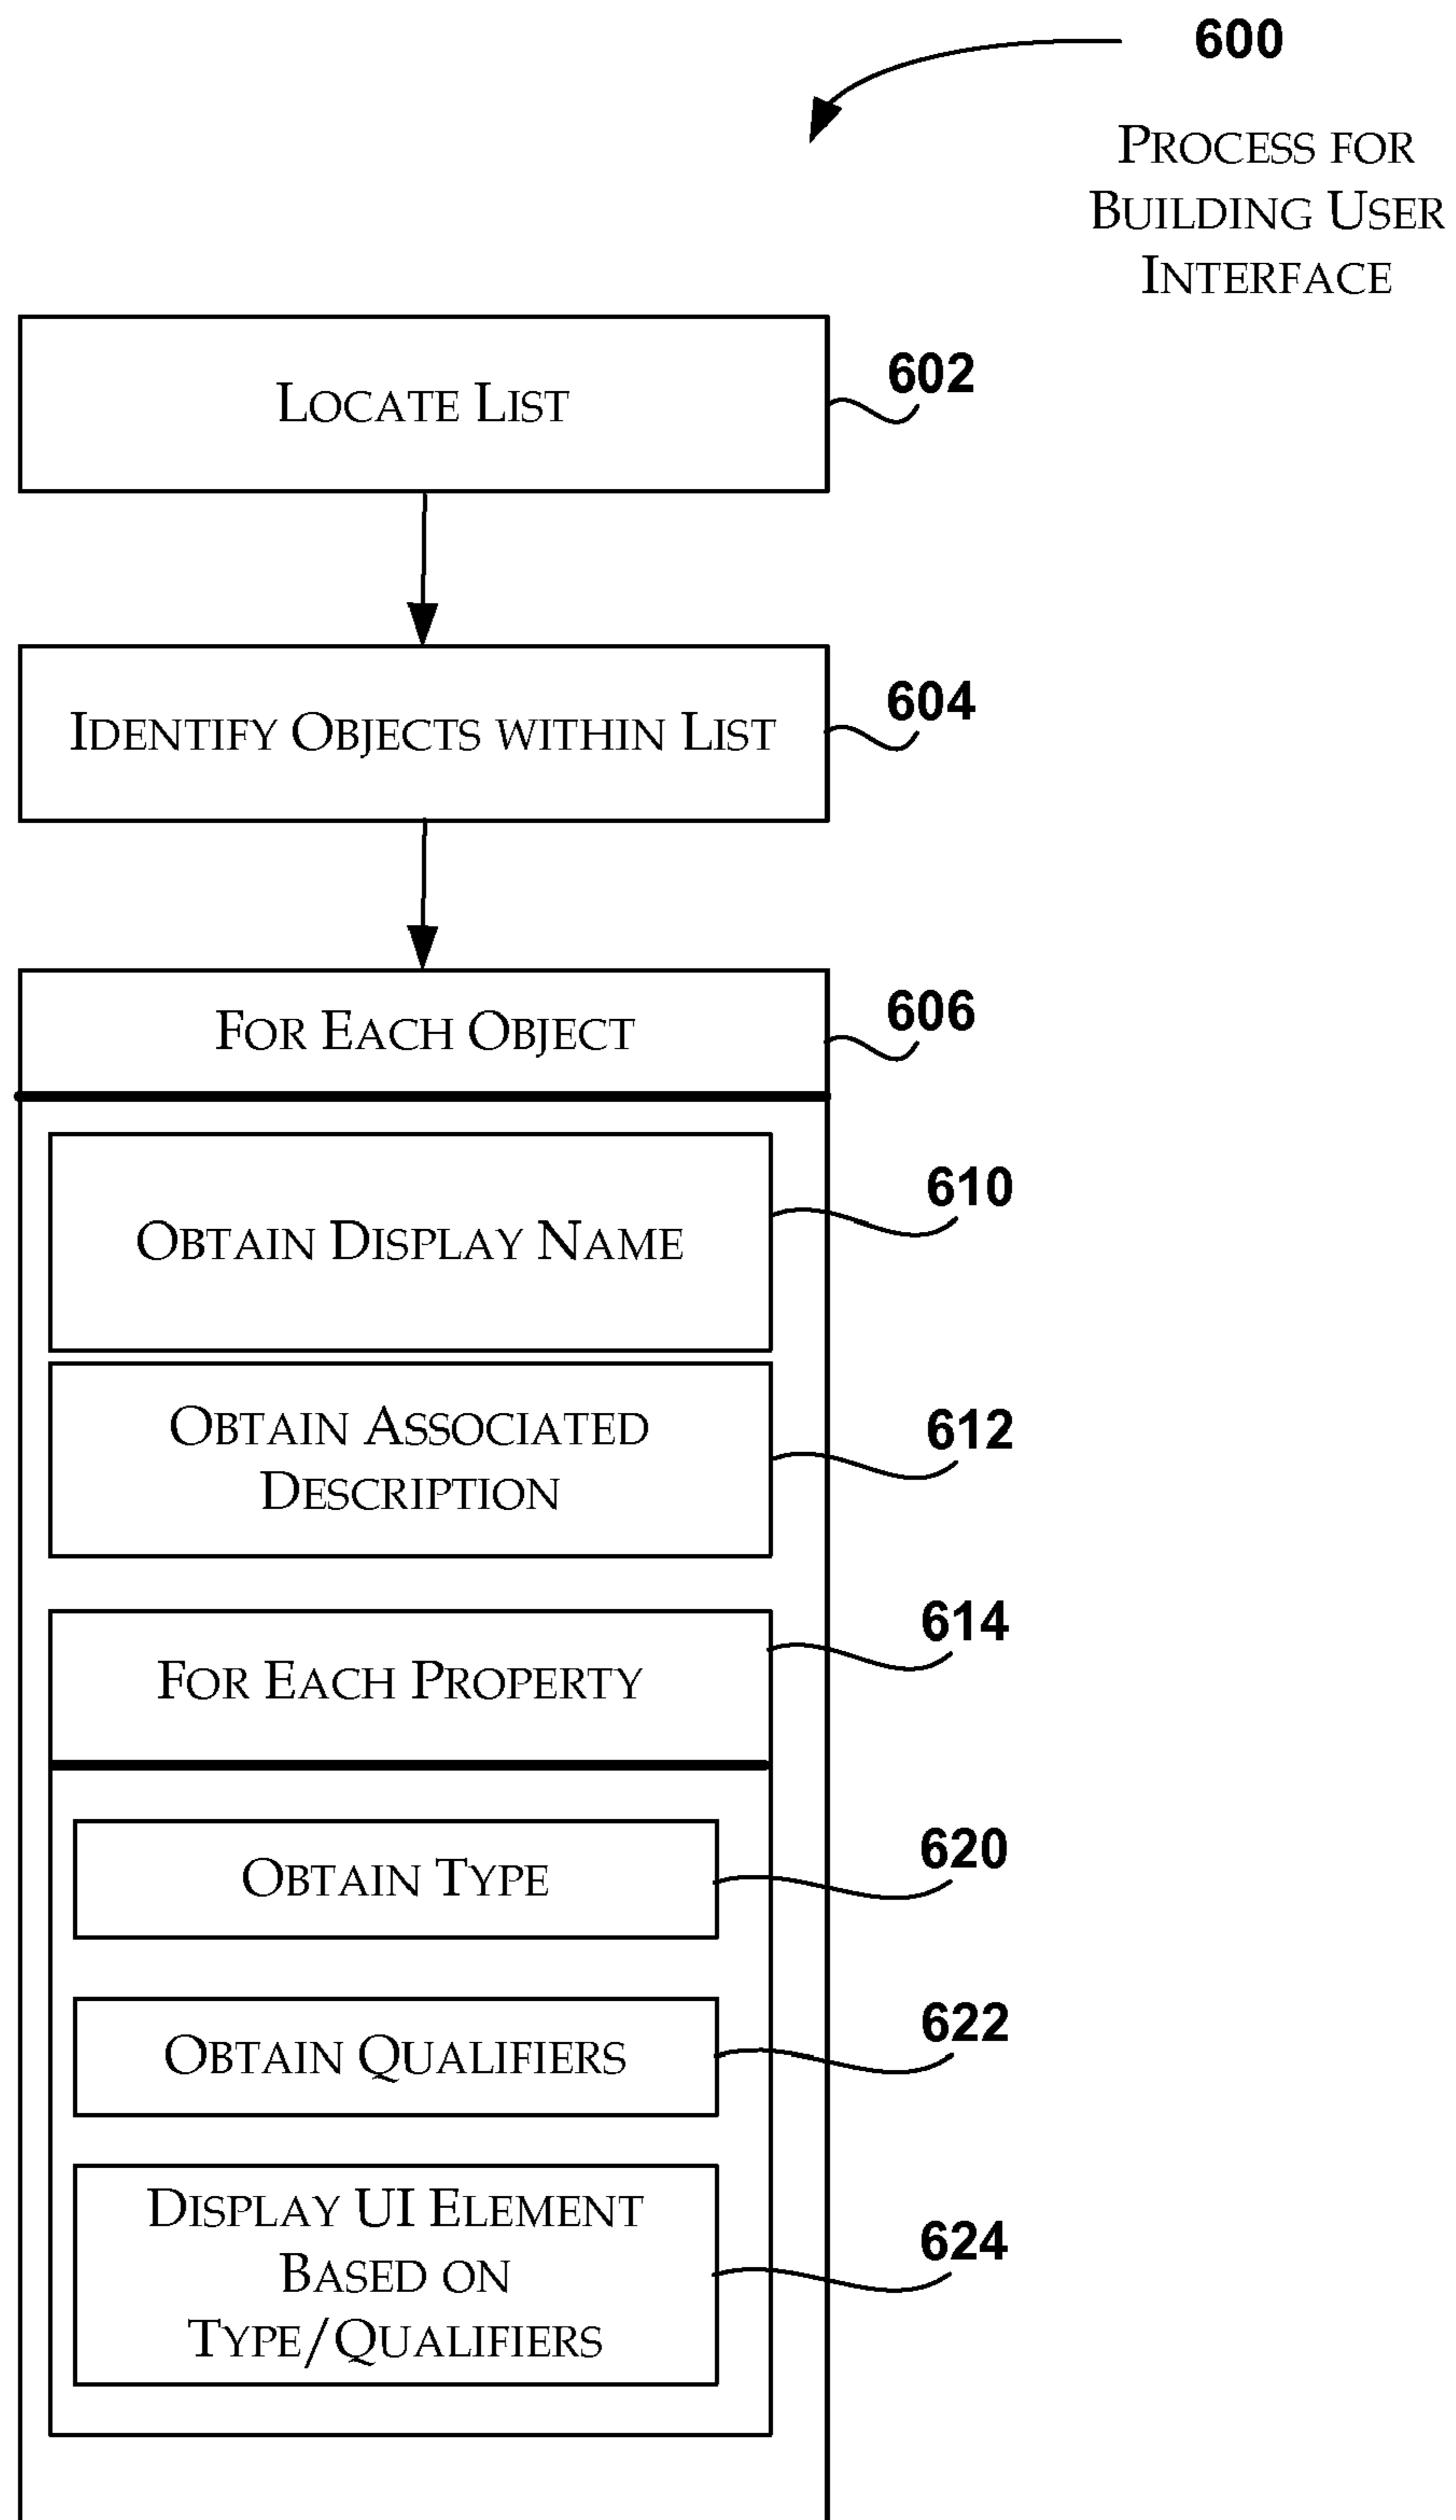 600
Process for
Building User
Interface
Locate List
602
Identify Objects within List
604
For Each Object
606
Obtain Display Name
610
Obtain Associated
Description
612
For Each Property
614
Obtain Type
620
Obtain Qualifiers
622
Display UI Element
Based on
Type/Qualifiers
624